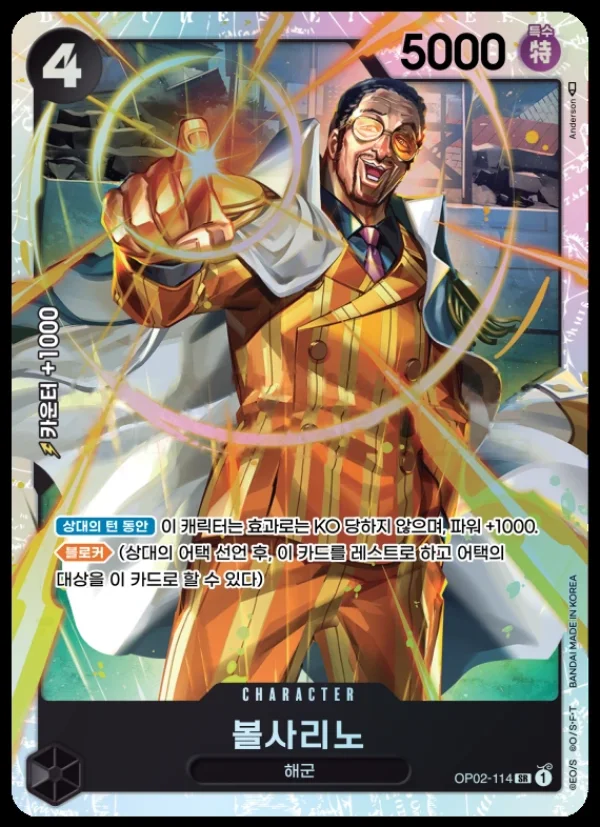 4
5000
특수
特
Anderson
카운터 +1000
상대의 턴 동안 이 캐릭터는 효과로는 KO 당하지 않으며, 파워 +1000.
블로커 (상대의 어택 선언 후, 이 카드를 레스트로 하고 어택의
대상을 이 카드로 할 수 있다)
CHARACTER
볼사리노
해군
OP02-114 SR 1
©EO/S ©O/S·F·T BANDAI MADE IN KOREA